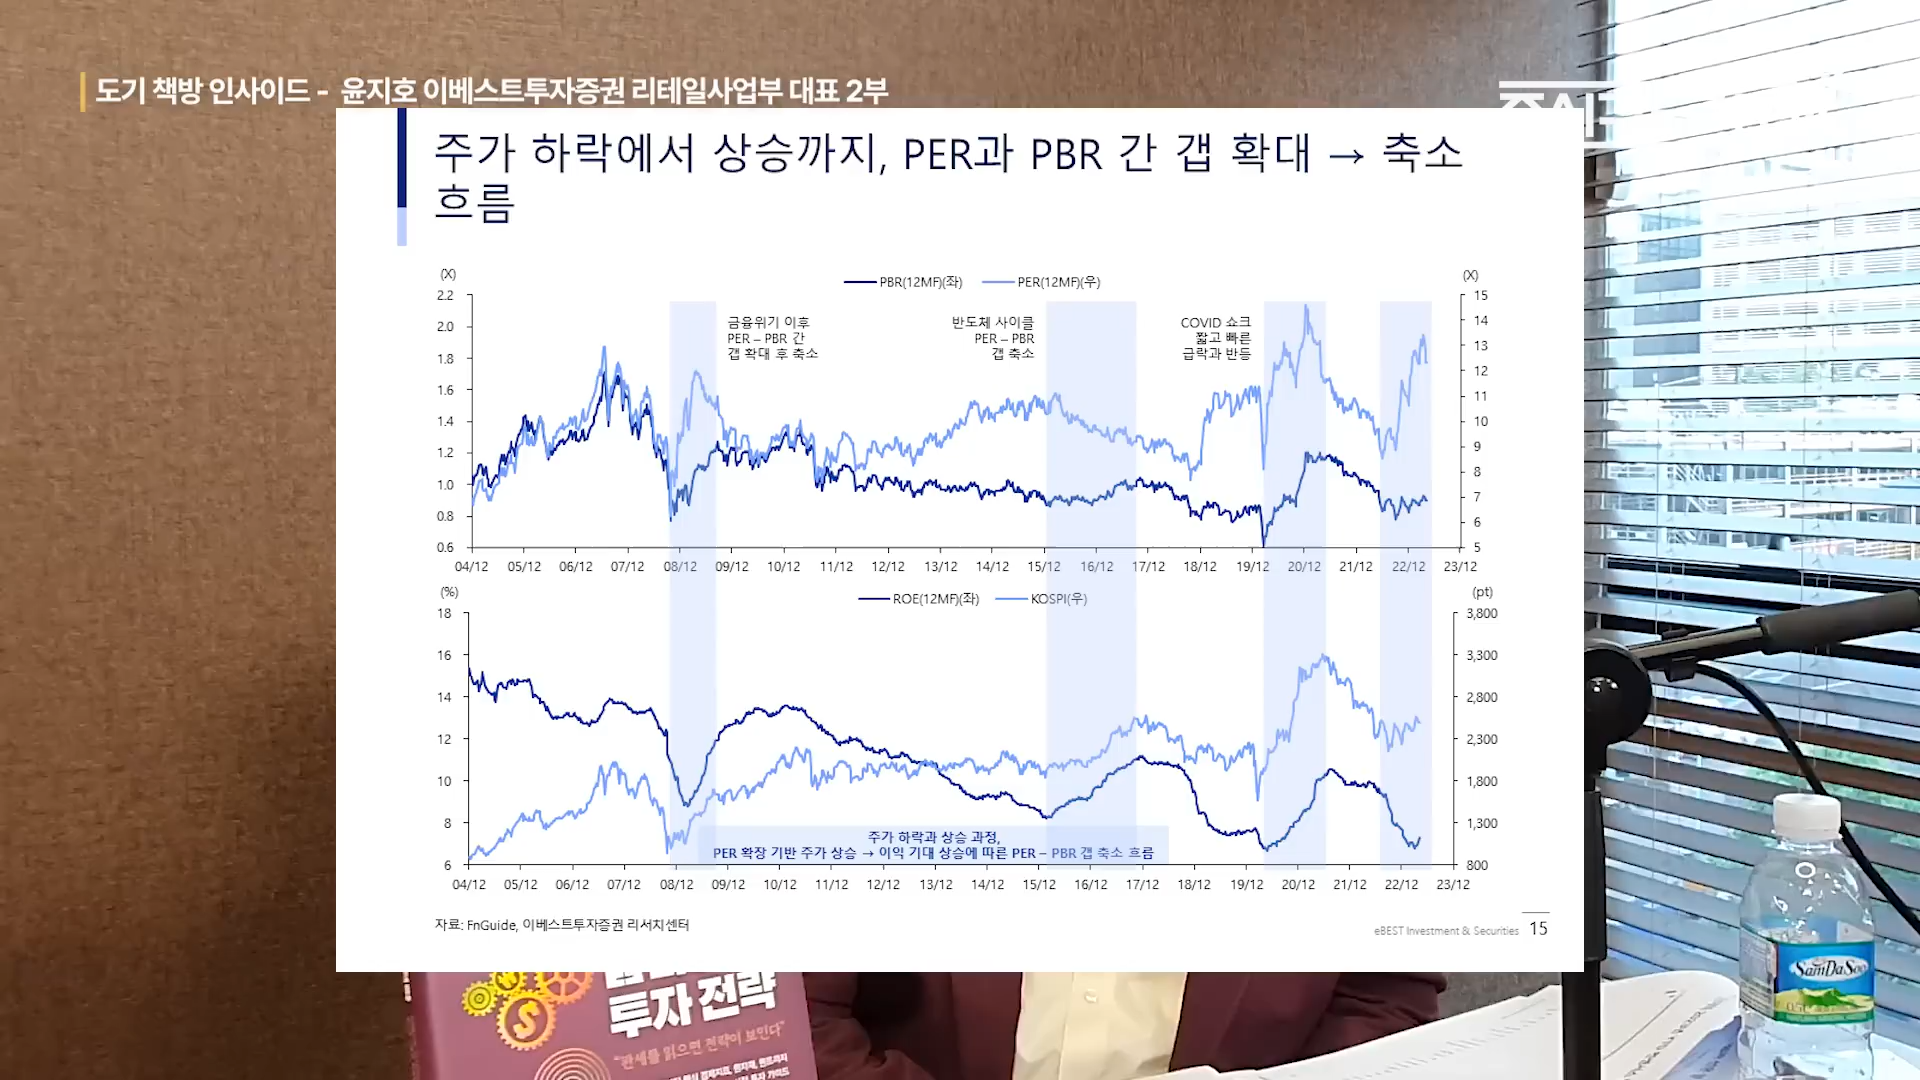 도기 책방 인사이드 - 윤지호 이베스트투자증권 리테일사업부 대표 2부
주가 하락에서 상승까지, PER과 PBR 간 갭 확대 → 축소
흐름
(X)
(X)
PBR(12MF)(좌) PER(12MF)(우)
2.2
2.0
1.8
1.6
1.4
1.2
1.0
0.8
0.6
15
14
13
12
11
10
9
8
7
6
5
금융위기 이후
PER – PBR 간
갭 확대 후 축소
반도체 사이클
PER – PBR
갭 축소
COVID 쇼크
짧고 빠른
급락과 반등
04/12 05/12 06/12 07/12 08/12 09/12 10/12 11/12 12/12 13/12 14/12 15/12 16/12 17/12 18/12 19/12 20/12 21/12 22/12 23/12
(%)
(pt)
ROE(12MF)(좌) KOSPI(우)
18
16
14
12
10
8
6
3,800
3,300
2,800
2,300
1,800
1,300
800
주가 하락과 상승 과정,
PER 확장 기반 주가 상승 → 이익 기대 상승에 따른 PER – PBR 갭 축소 흐름
04/12 05/12 06/12 07/12 08/12 09/12 10/12 11/12 12/12 13/12 14/12 15/12 16/12 17/12 18/12 19/12 20/12 21/12 22/12 23/12
자료: FnGuide, 이베스트투자증권 리서치센터
eBEST Investment & Securities 15
투자 전략
"관세를 읽으면 전략이 보인다"
SamDaSoo